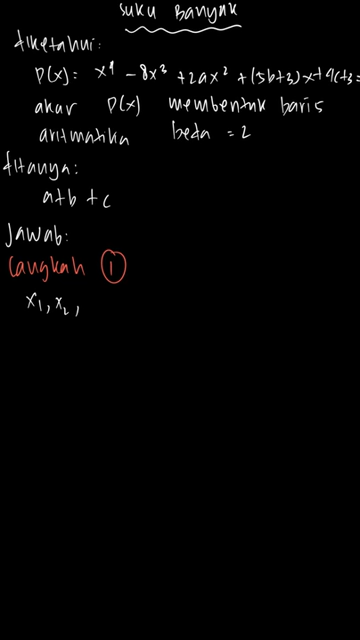 suku Banyak
diketahui:
P(x) = x⁴ - 8x³ + 2ax² + (5b+3)x + 4c+3 =
akar P(x) membentuk baris
aritmatika beda = 2
ditanya:
a+b+c
Jawab:
Langkah ①
x₁, x₂,